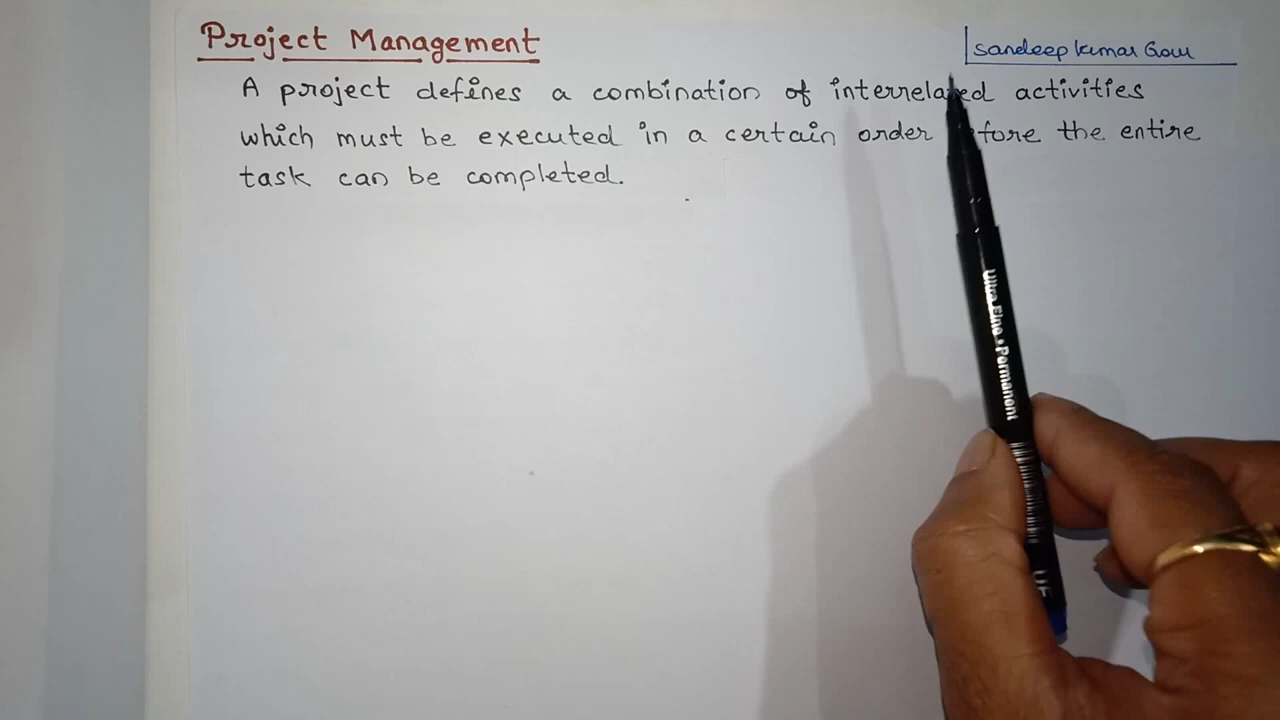 Project Management
Sandeep Kumar Gour
A project defines a combination of interrelated activities
which must be executed in a certain order before the entire
task can be completed.
Ultra Fine • Permanent
UF